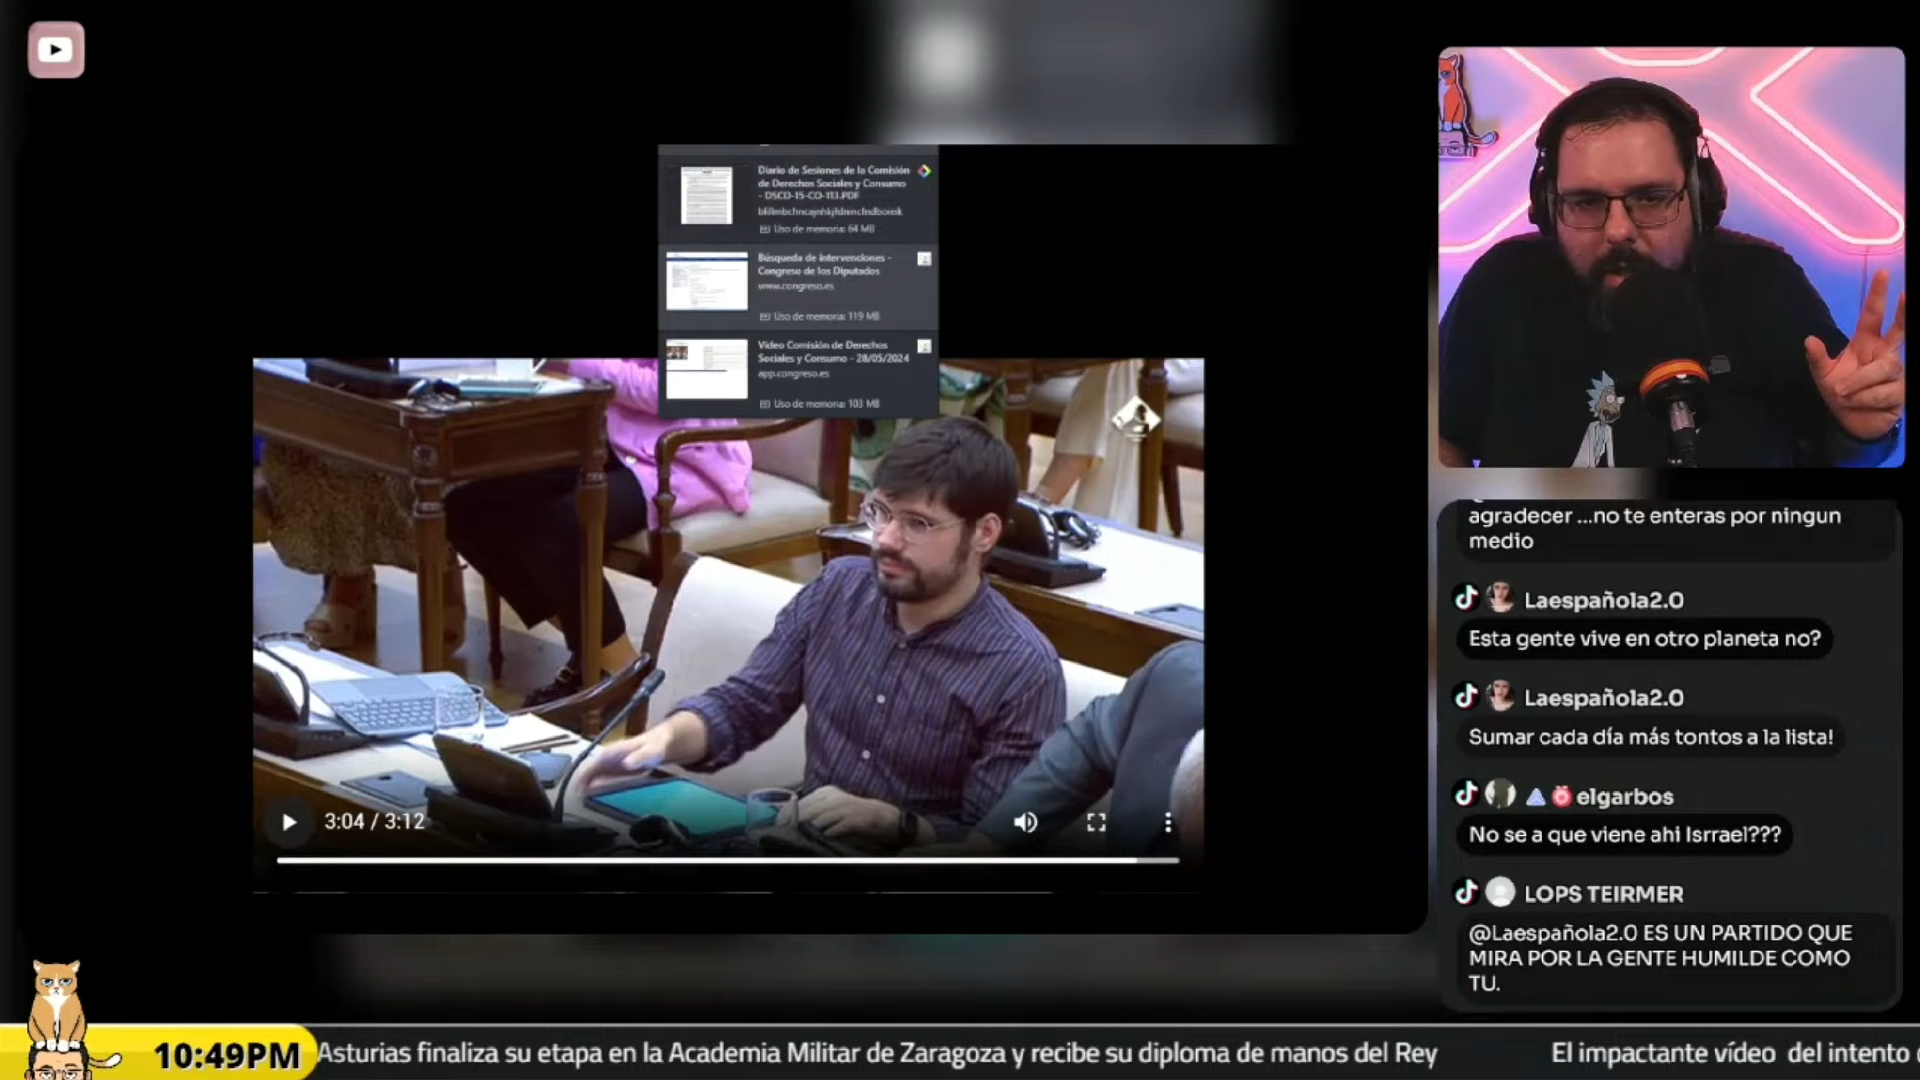 Diario de Sesiones de la Comisión
de Derechos Sociales y Consumo
- DSCD-15-CO-113.PDF
Uso de memoria: 64 MB
Búsqueda de Intervenciones -
Congreso de los Diputados
www.congreso.es
Uso de memoria: 119 MB
Video Comisión de Derechos
Sociales y Consumo - 28/05/2024
app.congreso.es
Uso de memoria: 103 MB
3:04 / 3:12
agradecer ...no te enteras por ningun
medio
Laespañola2.0
Esta gente vive en otro planeta no?
Laespañola2.0
Sumar cada día más tontos a la lista!
elgarbos
No se a que viene ahi Isrrael???
LOPS TEIRMER
@Laespañola2.0 ES UN PARTIDO QUE
MIRA POR LA GENTE HUMILDE COMO
TU.
10:49PM
Asturias finaliza su etapa en la Academia Militar de Zaragoza y recibe su diploma de manos del Rey
El impactante vídeo del intento